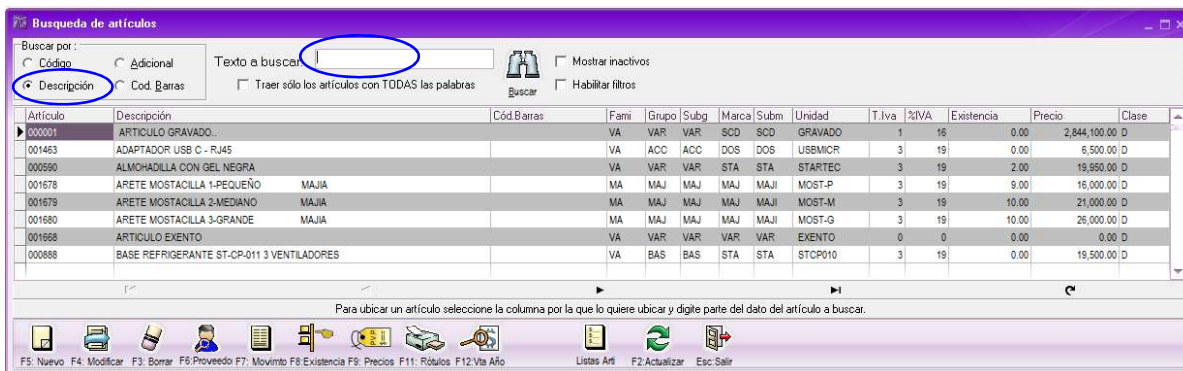 Busqueda de artículos
Buscar por :
Código Adicional
Descripción Cod. Barras
Texto a buscar:
Traer sólo los artículos con TODAS las palabras
Buscar
Mostrar inactivos
Habilitar filtros
Artículo Descripción Cód.Barras Fami Grupo Subg Marca Subm Unidad T.Iva %IVA Existencia Precio Clase
000001 ARTICULO GRAVADO.. VA VAR VAR SCD SCD GRAVADO 1 16 0.00 2,844,100.00 D
001463 ADAPTADOR USB C - RJ45 VA ACC ACC DOS DOS USBMICR 3 19 0.00 6,500.00 D
000590 ALMOHADILLA CON GEL NEGRA VA VAR VAR STA STA STARTEC 3 19 2.00 19,950.00 D
001678 ARETE MOSTACILLA 1-PEQUEÑO MAJIA MA MAJ MAJ MAJ MAJI MOST-P 3 19 9.00 16,000.00 D
001679 ARETE MOSTACILLA 2-MEDIANO MAJIA MA MAJ MAJ MAJ MAJI MOST-M 3 19 10.00 21,000.00 D
001680 ARETE MOSTACILLA 3-GRANDE MAJIA MA MAJ MAJ MAJ MAJI MOST-G 3 19 10.00 26,000.00 D
001668 ARTICULO EXENTO VA VAR VAR VAR VAR EXENTO 0 0 0.00 0.00 D
000888 BASE REFRIGERANTE ST-CP-011 3 VENTILADORES VA BAS BAS STA STA STCP010 3 19 0.00 19,500.00 D
Para ubicar un artículo seleccione la columna por la que lo quiere ubicar y digite parte del dato del artículo a buscar.
F5: Nuevo F4: Modificar F3: Borrar F6:Proveedo F7: Movimto F8:Existencia F9: Precios F11: Rótulos F12:Vta Año Listas Arti F2:Actualizar Esc:Salir